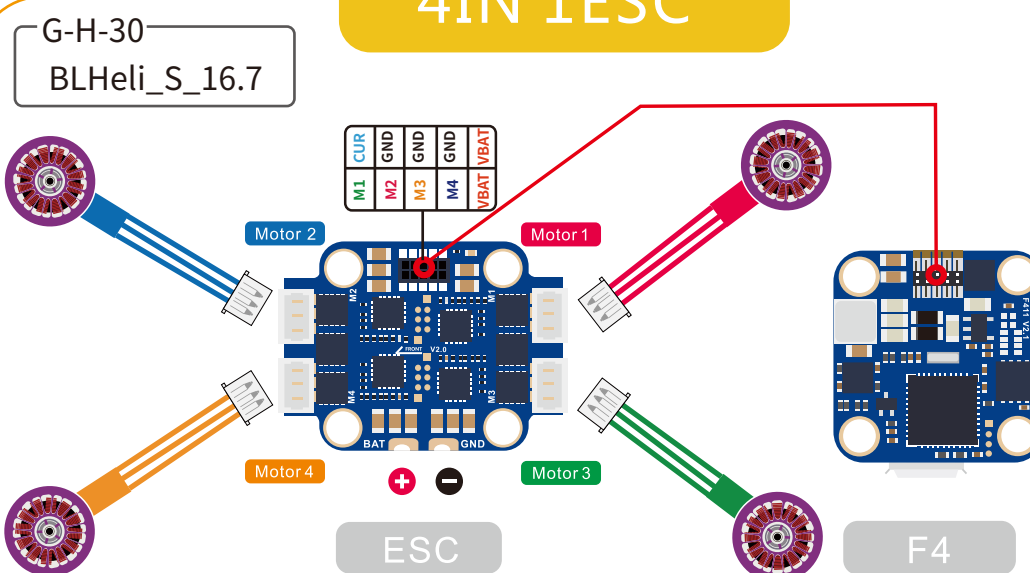 4IN 1ESC
G-H-30
BLHeli_S_16.7
CUR GND GND GND VBAT
M1 M2 M3 M4 VBAT
Motor 2
Motor 1
M2
M1
F411 V2.1
FRONT V2.0
M4
M3
BAT
GND
Motor 4
Motor 3
+
−
ESC
F4